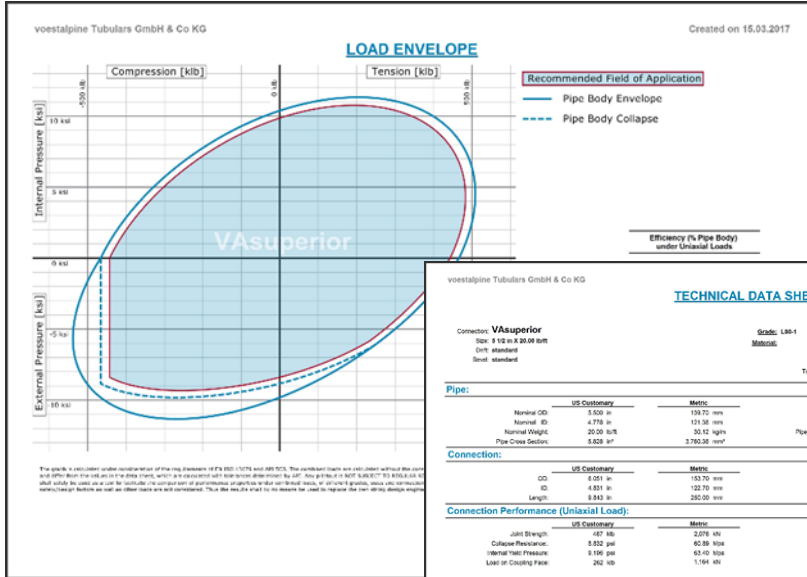 voestalpine Tubulars GmbH & Co KG
Created on 15.03.2017
LOAD ENVELOPE
Compression [klb]
Tension [klb]
-500 klb
0 klb
500 klb
Recommended Field of Application
Pipe Body Envelope
Pipe Body Collapse
Internal Pressure [ksi]
External Pressure [ksi]
10 ksi
5 ksi
0 ksi
-5 ksi
-10 ksi
VAsuperior
Efficiency (% Pipe Body)
under Uniaxial Loads
voestalpine Tubulars GmbH & Co KG
TECHNICAL DATA SHE
Connection: VAsuperior
Size: 5 1/2 in X 20.00 lb/ft
Drift: standard
Bevel: standard
Grade: L80-1
Material:
Pipe:
US Customary Metric
Nominal OD: 5.500 in 139.70 mm
Nominal ID: 4.778 in 121.36 mm
Nominal Weight: 20.00 lb/ft 30.12 kg/m
Pipe Cross Section: 5.828 in² 3,760.38 mm²
Connection:
US Customary Metric
OD: 6.051 in 153.70 mm
ID: 4.831 in 122.70 mm
Length: 9.843 in 250.00 mm
Connection Performance (Uniaxial Load):
US Customary Metric
Joint Strength: 467 klb 2,076 kN
Collapse Resistance: 8,832 psi 60.89 Mpa
Internal Yield Pressure: 9,196 psi 63.40 Mpa
Load on Coupling Face: 262 klb 1,164 kN